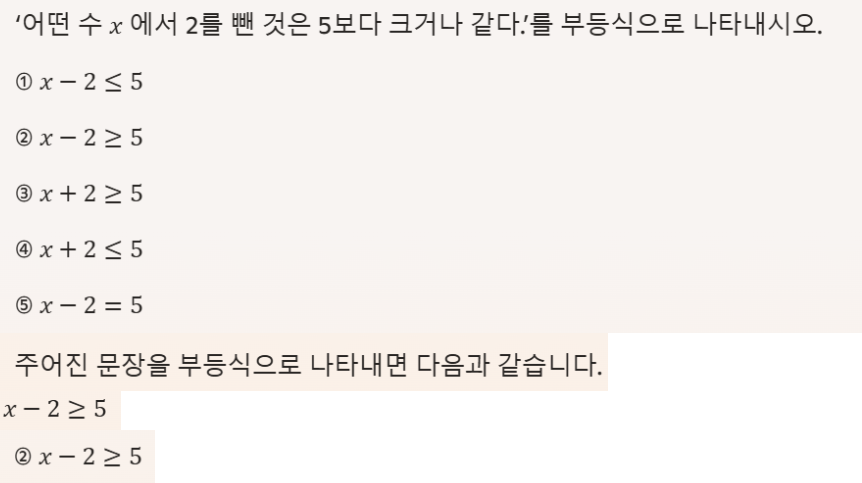 ‘어떤 수 x 에서 2를 뺀 것은 5보다 크거나 같다.’를 부등식으로 나타내시오.
① x − 2 ≤ 5
② x − 2 ≥ 5
③ x + 2 ≥ 5
④ x + 2 ≤ 5
⑤ x − 2 = 5
주어진 문장을 부등식으로 나타내면 다음과 같습니다.
x − 2 ≥ 5
② x − 2 ≥ 5